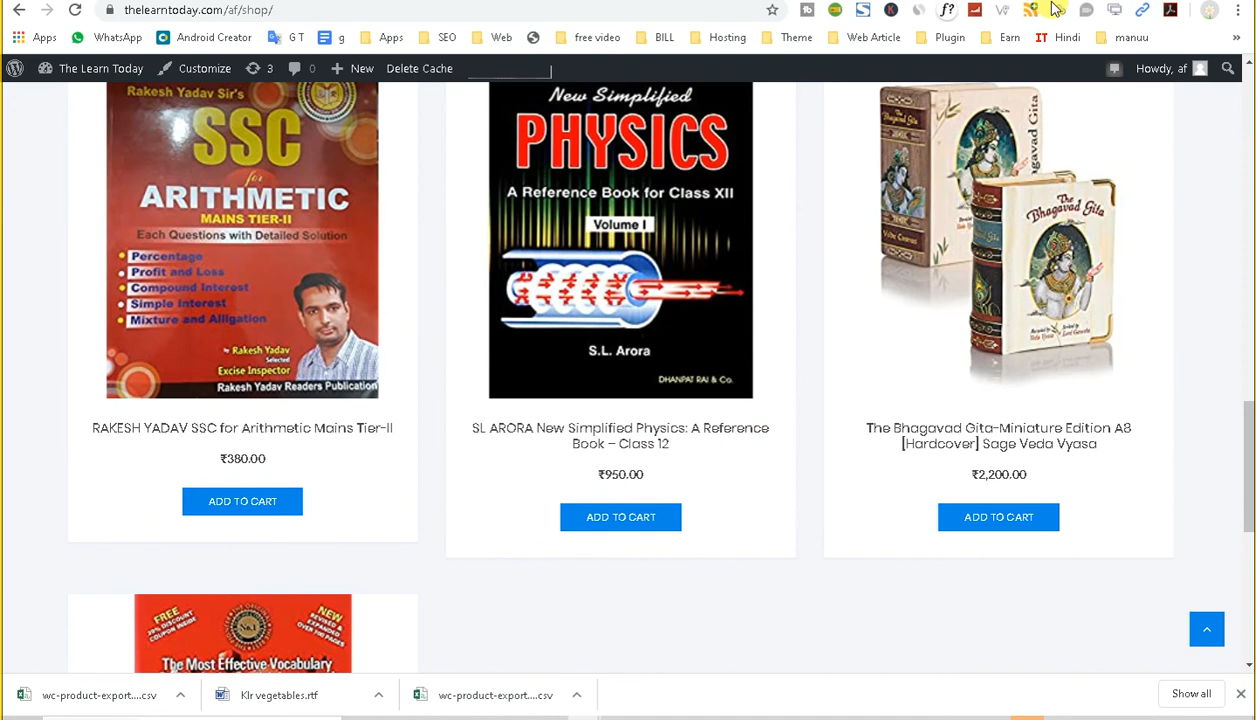 thelearntoday.com/af/shop/
f?
Apps
WhatsApp
Android Creator
G T
g
Apps
SEO
Web
free video
BILL
Hosting
Theme
Web Article
Plugin
Earn
IT Hindi
manuu
»
The Learn Today
Customize
3
0
New
Delete Cache
Howdy, af
Rakesh Yadav Sir's
SSC
for
ARITHMETIC
MAINS TIER-II
Each Questions with Detailed Solution
Percentage
Profit and Loss
Compound Interest
Simple Interest
Mixture and Alligation
Rakesh Yadav
Selected
Excise Inspector
Rakesh Yadav Readers Publication
RAKESH YADAV SSC for Arithmetic Mains Tier-II
₹380.00
ADD TO CART
New Simplified
PHYSICS
A Reference Book for Class XII
Volume I
S.L. Arora
DHANPAT RAI & Co.
SL ARORA New Simplified Physics: A Reference
Book – Class 12
₹950.00
ADD TO CART
The
Bhagavad Gita
The Bhagavad Gita-Miniature Edition A8
[Hardcover] Sage Veda Vyasa
₹2,200.00
ADD TO CART
FREE
COUPON INSIDE
NEW
REVISED &
EXPANDED
The Most Effective Vocabulary
wc-product-export....csv
Klr vegetables.rtf
wc-product-export....csv
Show all